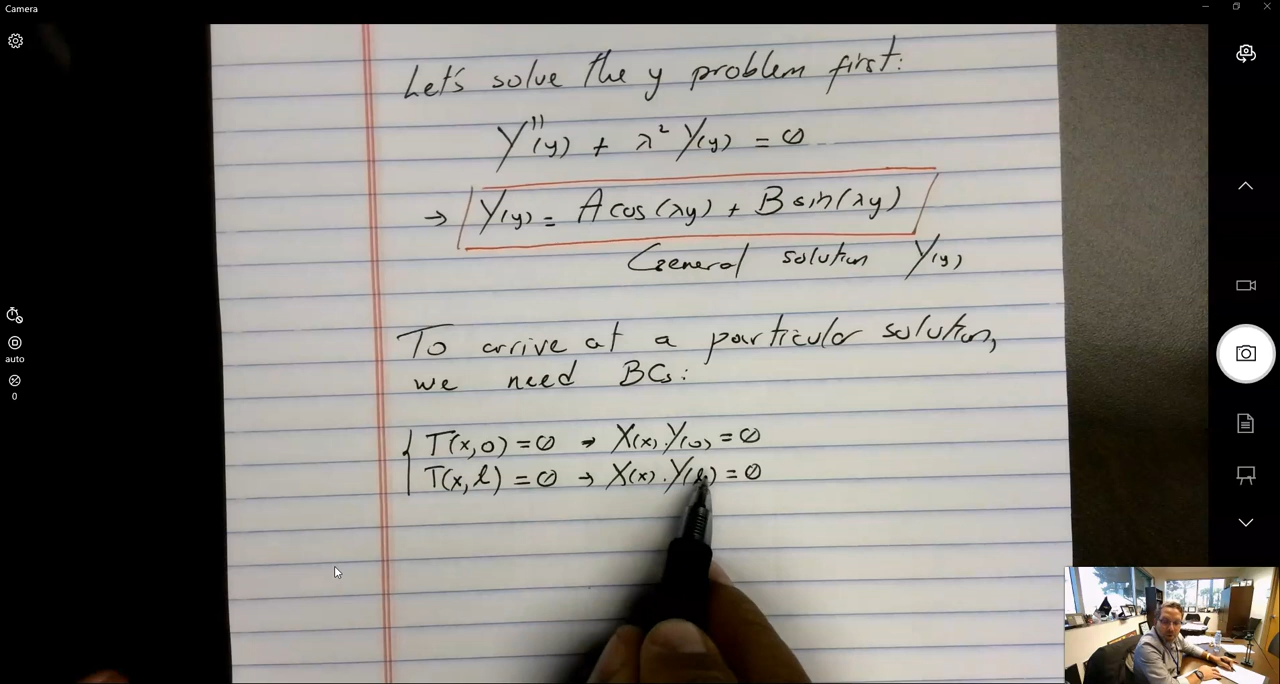 Camera
Let's solve the y problem first:
Y''(y) + λ² Y(y) = 0
→ Y(y) = A cos(λy) + B sin(λy)
General solution Y(y)
To arrive at a particular solution,
we need BCs:
T(x,0) = 0 → X(x).Y(0) = 0
T(x,l) = 0 → X(x).Y(l) = 0
auto
0